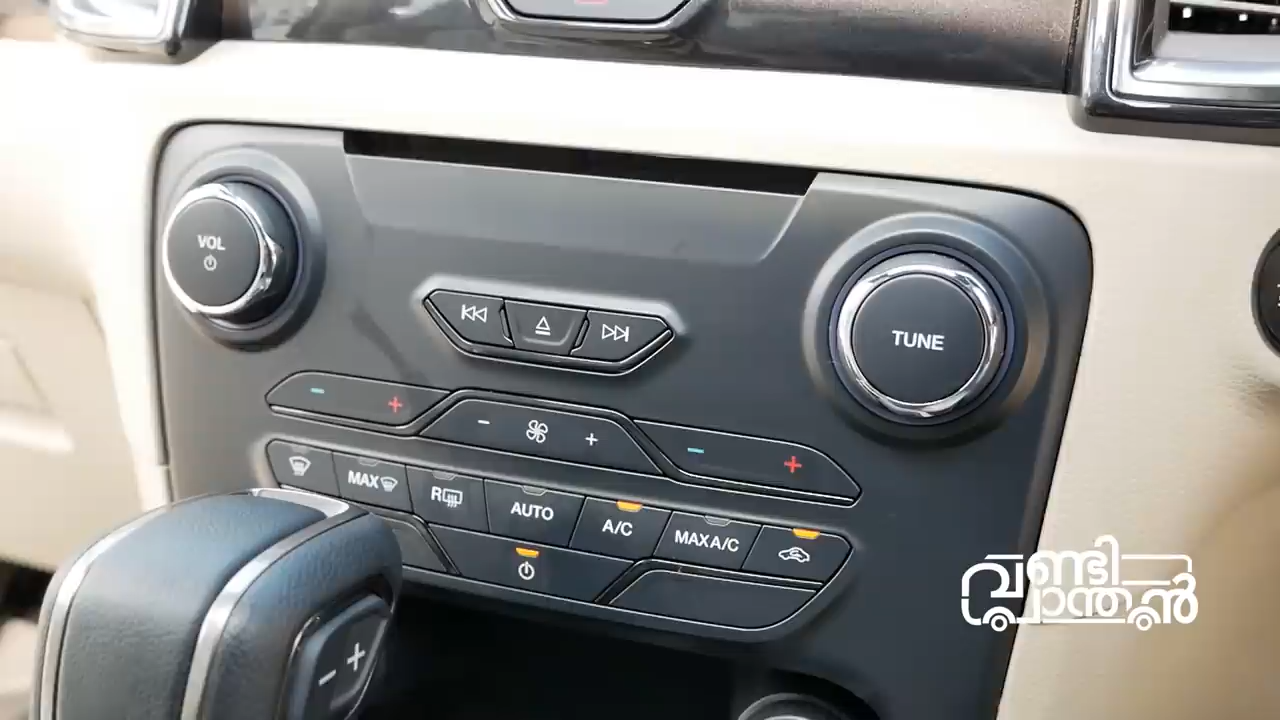 VOL
TUNE
- +
- +
- +
MAX
R
AUTO
A/C
MAX A/C
- +
വണ്ടി
പ്രാന്തൻ